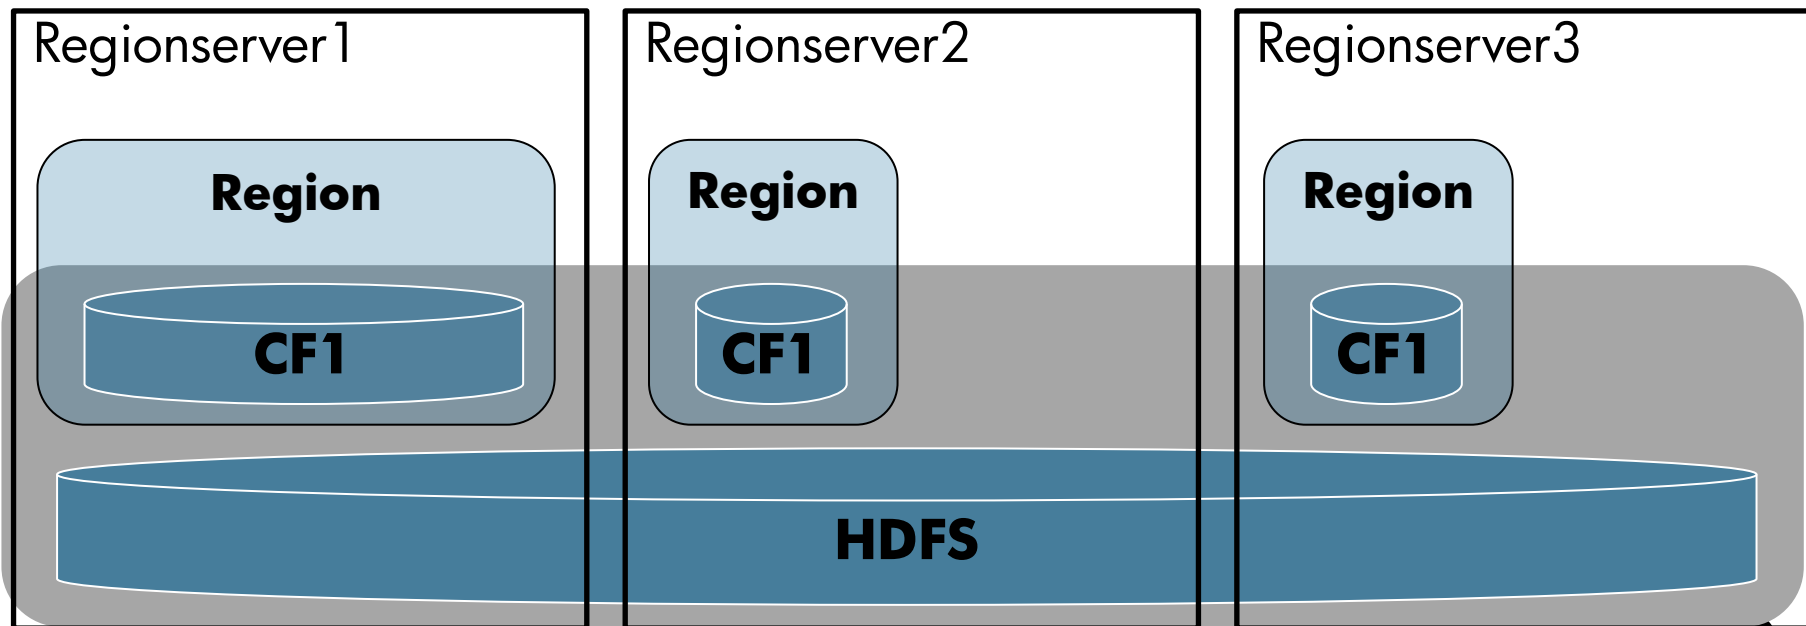 Regionserver1
Regionserver2
Regionserver3
Region
Region
Region
CF1
CF1
CF1
HDFS